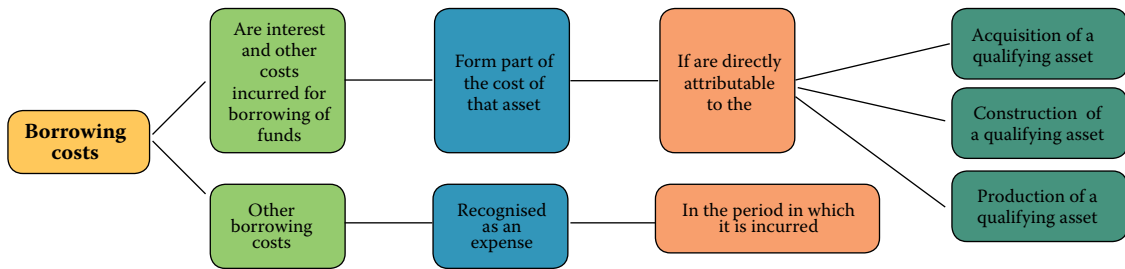 Borrowing
costs
Are interest
and other
costs
incurred for
borrowing of
funds
Form part of
the cost of
that asset
If are directly
attributable
to the
Acquisition of a
qualifying asset
Construction of
a qualifying asset
Production of a
qualifying asset
Other
borrowing
costs
Recognised
as an
expense
In the period in which
it is incurred